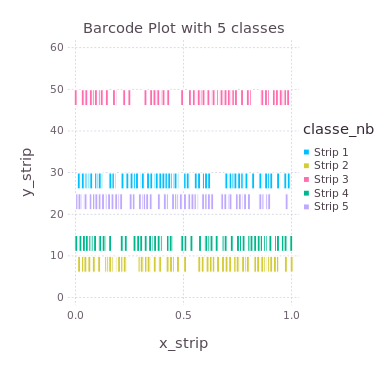 Barcode Plot with 5 classes
60
50
40
30
20
10
0
y_strip
0.0
0.5
1.0
x_strip
classe_nb
Strip 1
Strip 2
Strip 3
Strip 4
Strip 5